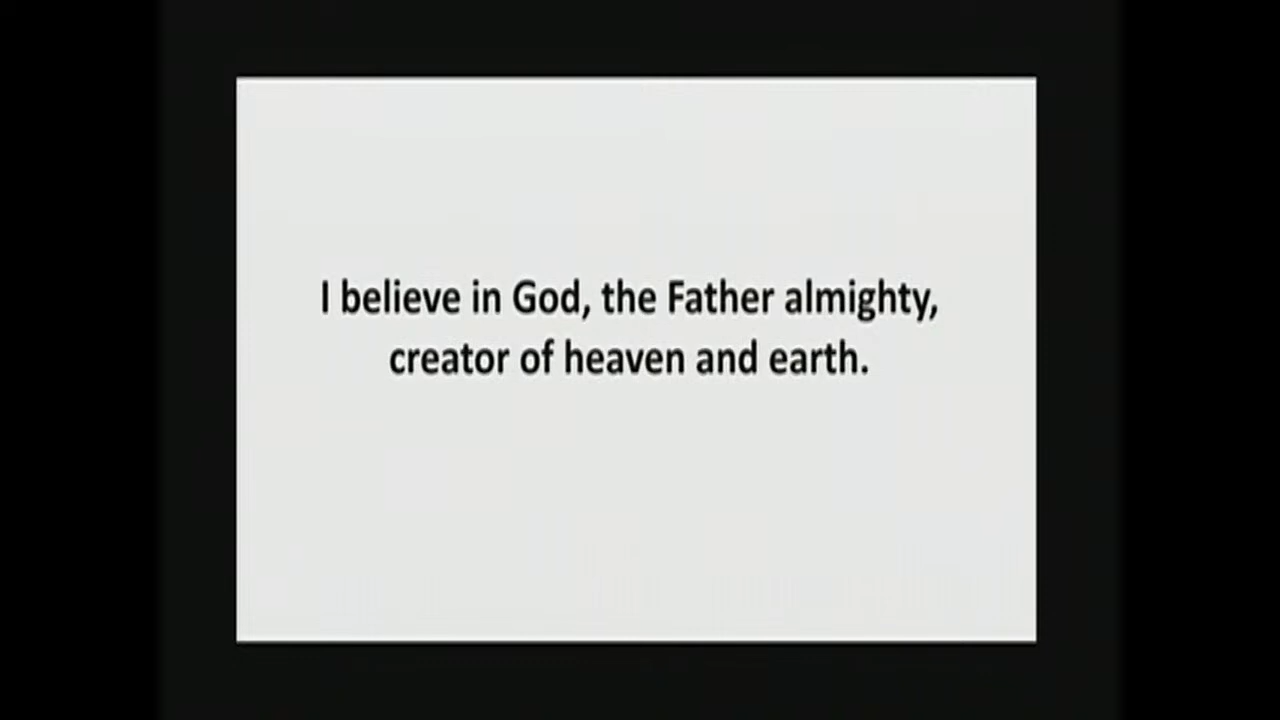 I believe in God, the Father almighty,
creator of heaven and earth.